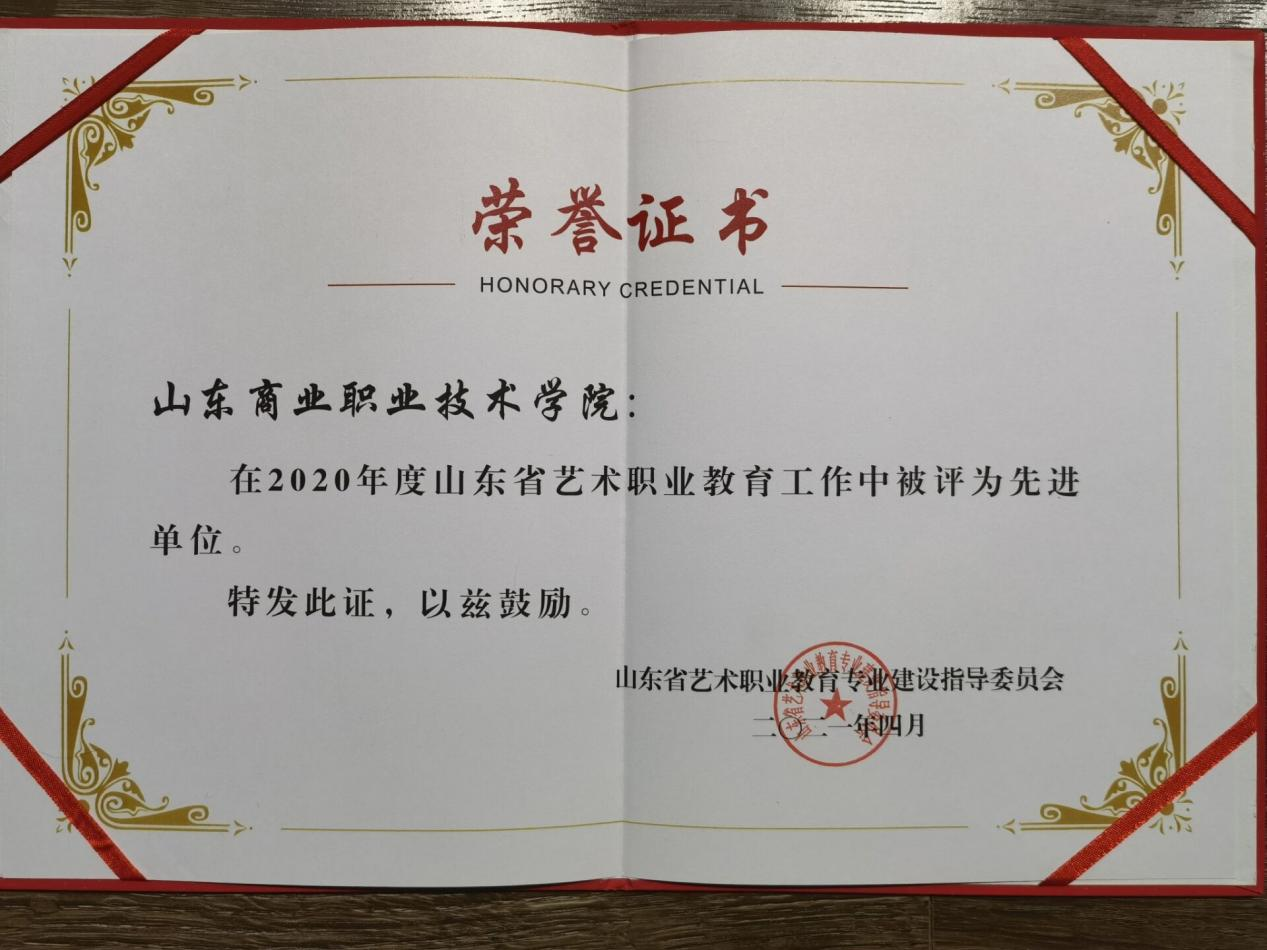 荣誉证书
HONORARY CREDENTIAL
山东商业职业技术学院：
在2020年度山东省艺术职业教育工作中被评为先进
单位。
特发此证，以兹鼓励。
山东省艺术职业教育专业建设指导委员会
二〇二一年四月